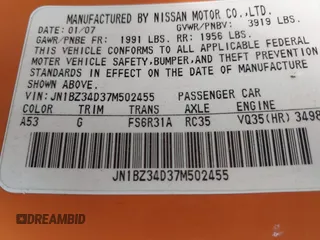 MANUFACTURED BY NISSAN MOTOR CO.,LTD.
DATE: 01/07 GVWR/PNBV: 3919 LBS.
GAWR/PNBE FR: 1991 LBS. RR: 1956 LBS.
THIS VEHICLE CONFORMS TO ALL APPLICABLE FEDERAL
MOTOR VEHICLE SAFETY,BUMPER,AND THEFT PREVENTION
STANDARDS IN EFFECT ON THE DATE OF MANUFACTURE
SHOWN ABOVE.
VIN:JN1BZ34D37M502455 PASSENGER CAR
COLOR TRIM TRANS AXLE ENGINE
A53 G FS6R31A RC35 VQ35(HR) 3498
JN1BZ34D37M502455
DREAMBID